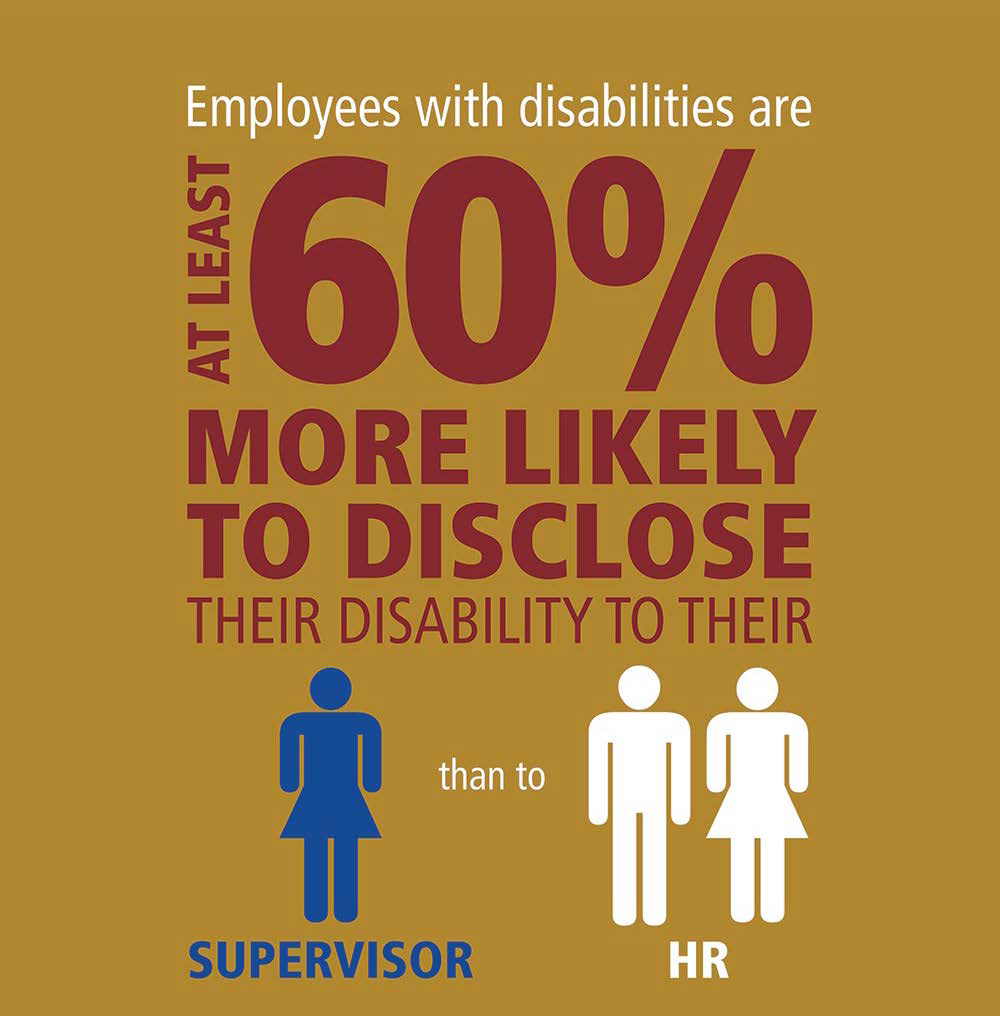 Employees with disabilities are
AT LEAST
60%
MORE LIKELY
TO DISCLOSE
THEIR DISABILITY TO THEIR
than to
SUPERVISOR
HR